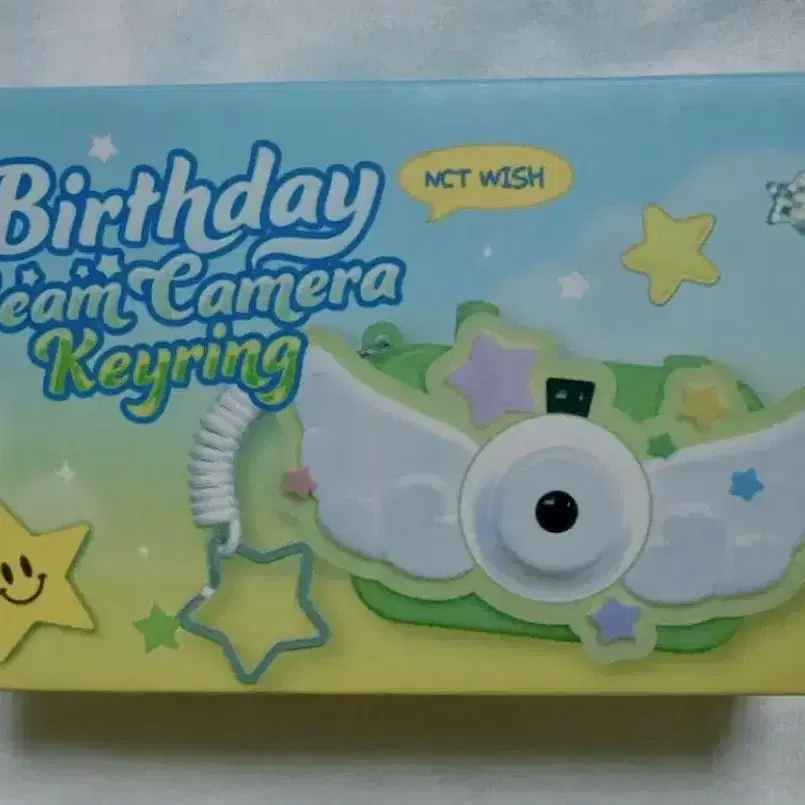 Birthday
NCT WISH
eam Camera
Keyring